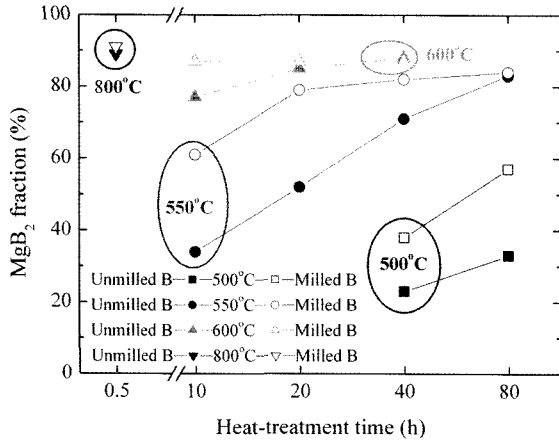 100
80
60
40
20
0
MgB₂ fraction (%)
800°C
600°C
550°C
500°C
Unmilled B 500°C Milled B
Unmilled B 550°C Milled B
Unmilled B 600°C Milled B
Unmilled B 800°C Milled B
0.5 10 20 40 80
Heat-treatment time (h)